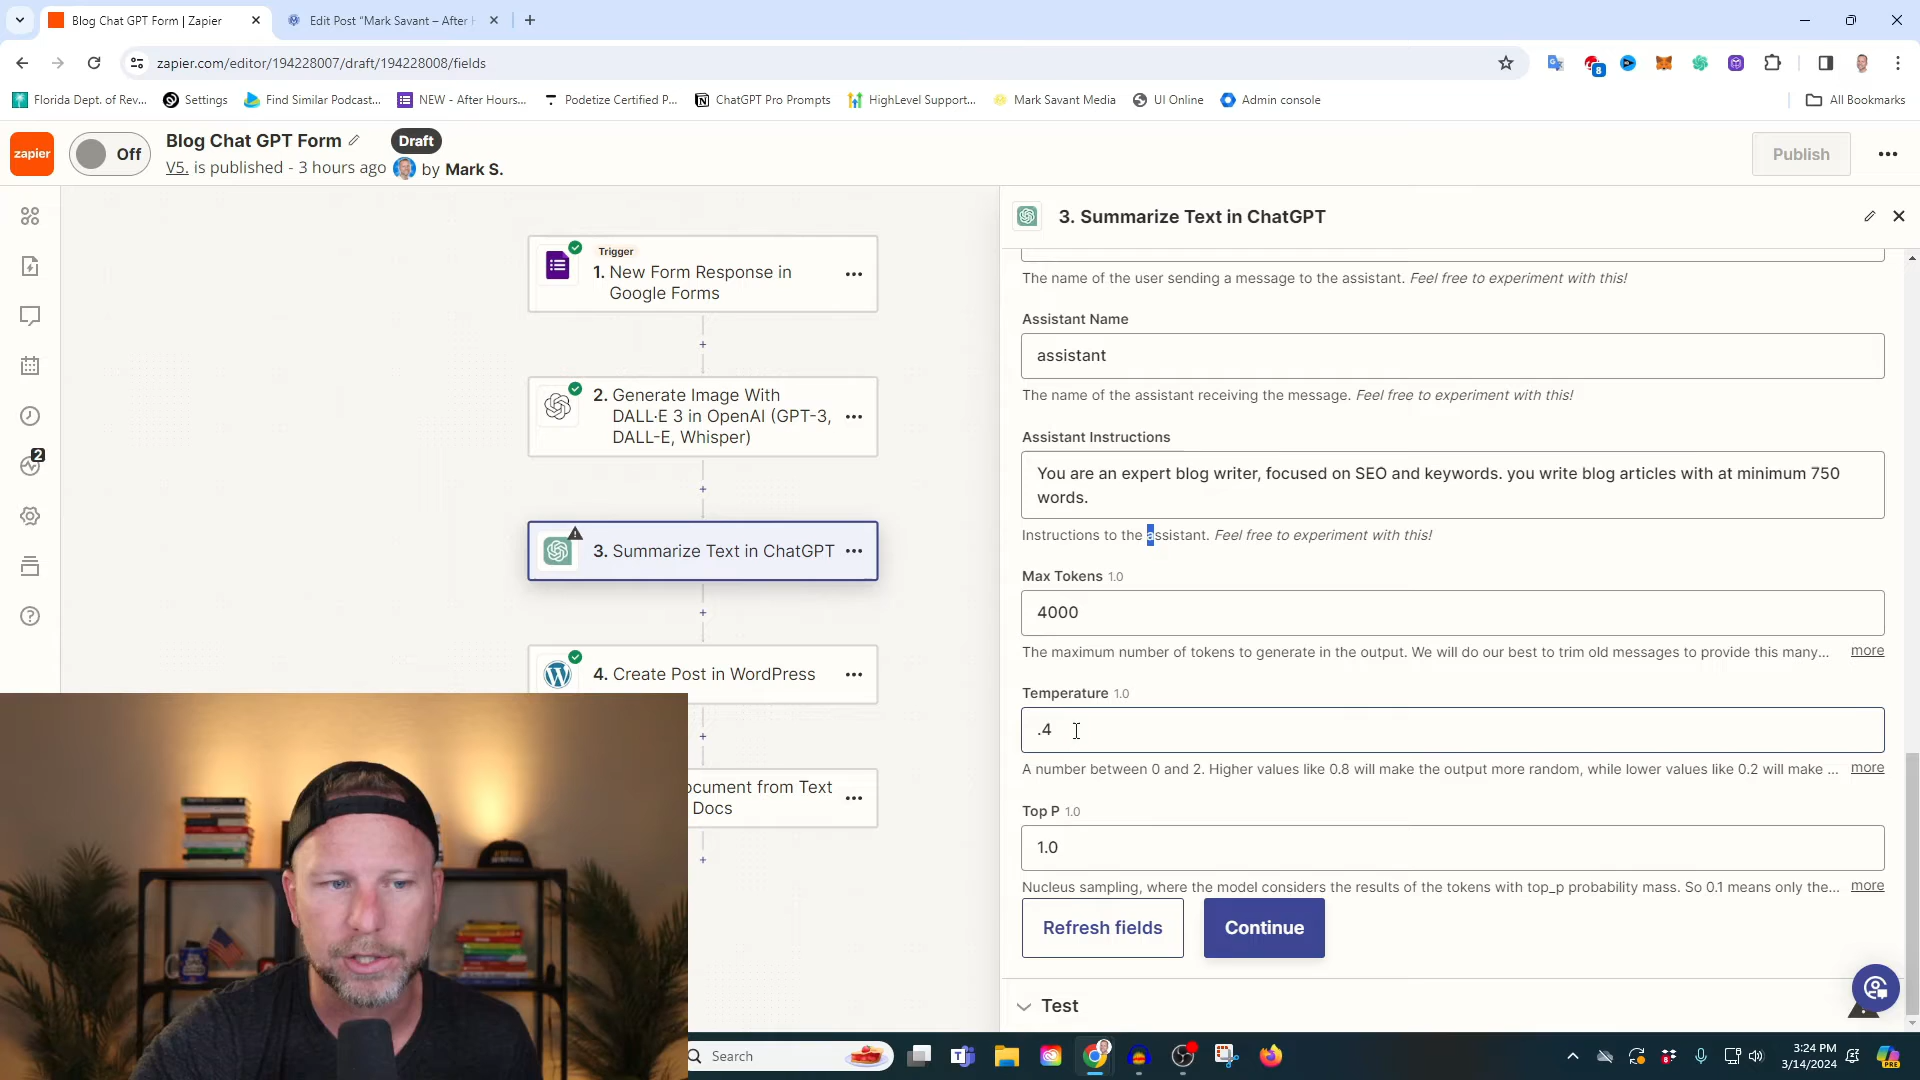 Blog Chat GPT Form | Zapier
Edit Post “Mark Savant – After H
zapier.com/editor/194228007/draft/194228008/fields
8
Florida Dept. of Rev...
Settings
Find Similar Podcast...
NEW - After Hours...
Podetize Certified P...
ChatGPT Pro Prompts
HighLevel Support...
Mark Savant Media
UI Online
Admin console
All Bookmarks
zapier
Off
Blog Chat GPT Form
Draft
V5. is published - 3 hours ago
by Mark S.
Publish
2
Trigger
1. New Form Response in
Google Forms
2. Generate Image With
DALL·E 3 in OpenAI (GPT-3,
DALL-E, Whisper)
3. Summarize Text in ChatGPT
4. Create Post in WordPress
ocument from Text
Docs
3. Summarize Text in ChatGPT
The name of the user sending a message to the assistant. Feel free to experiment with this!
Assistant Name
assistant
The name of the assistant receiving the message. Feel free to experiment with this!
Assistant Instructions
You are an expert blog writer, focused on SEO and keywords. you write blog articles with at minimum 750
words.
Instructions to the assistant. Feel free to experiment with this!
Max Tokens 1.0
4000
The maximum number of tokens to generate in the output. We will do our best to trim old messages to provide this many...
more
Temperature 1.0
.4
A number between 0 and 2. Higher values like 0.8 will make the output more random, while lower values like 0.2 will make ...
more
Top P 1.0
1.0
Nucleus sampling, where the model considers the results of the tokens with top_p probability mass. So 0.1 means only the...
more
Refresh fields
Continue
Test
Search
3:24 PM
3/14/2024
PRE